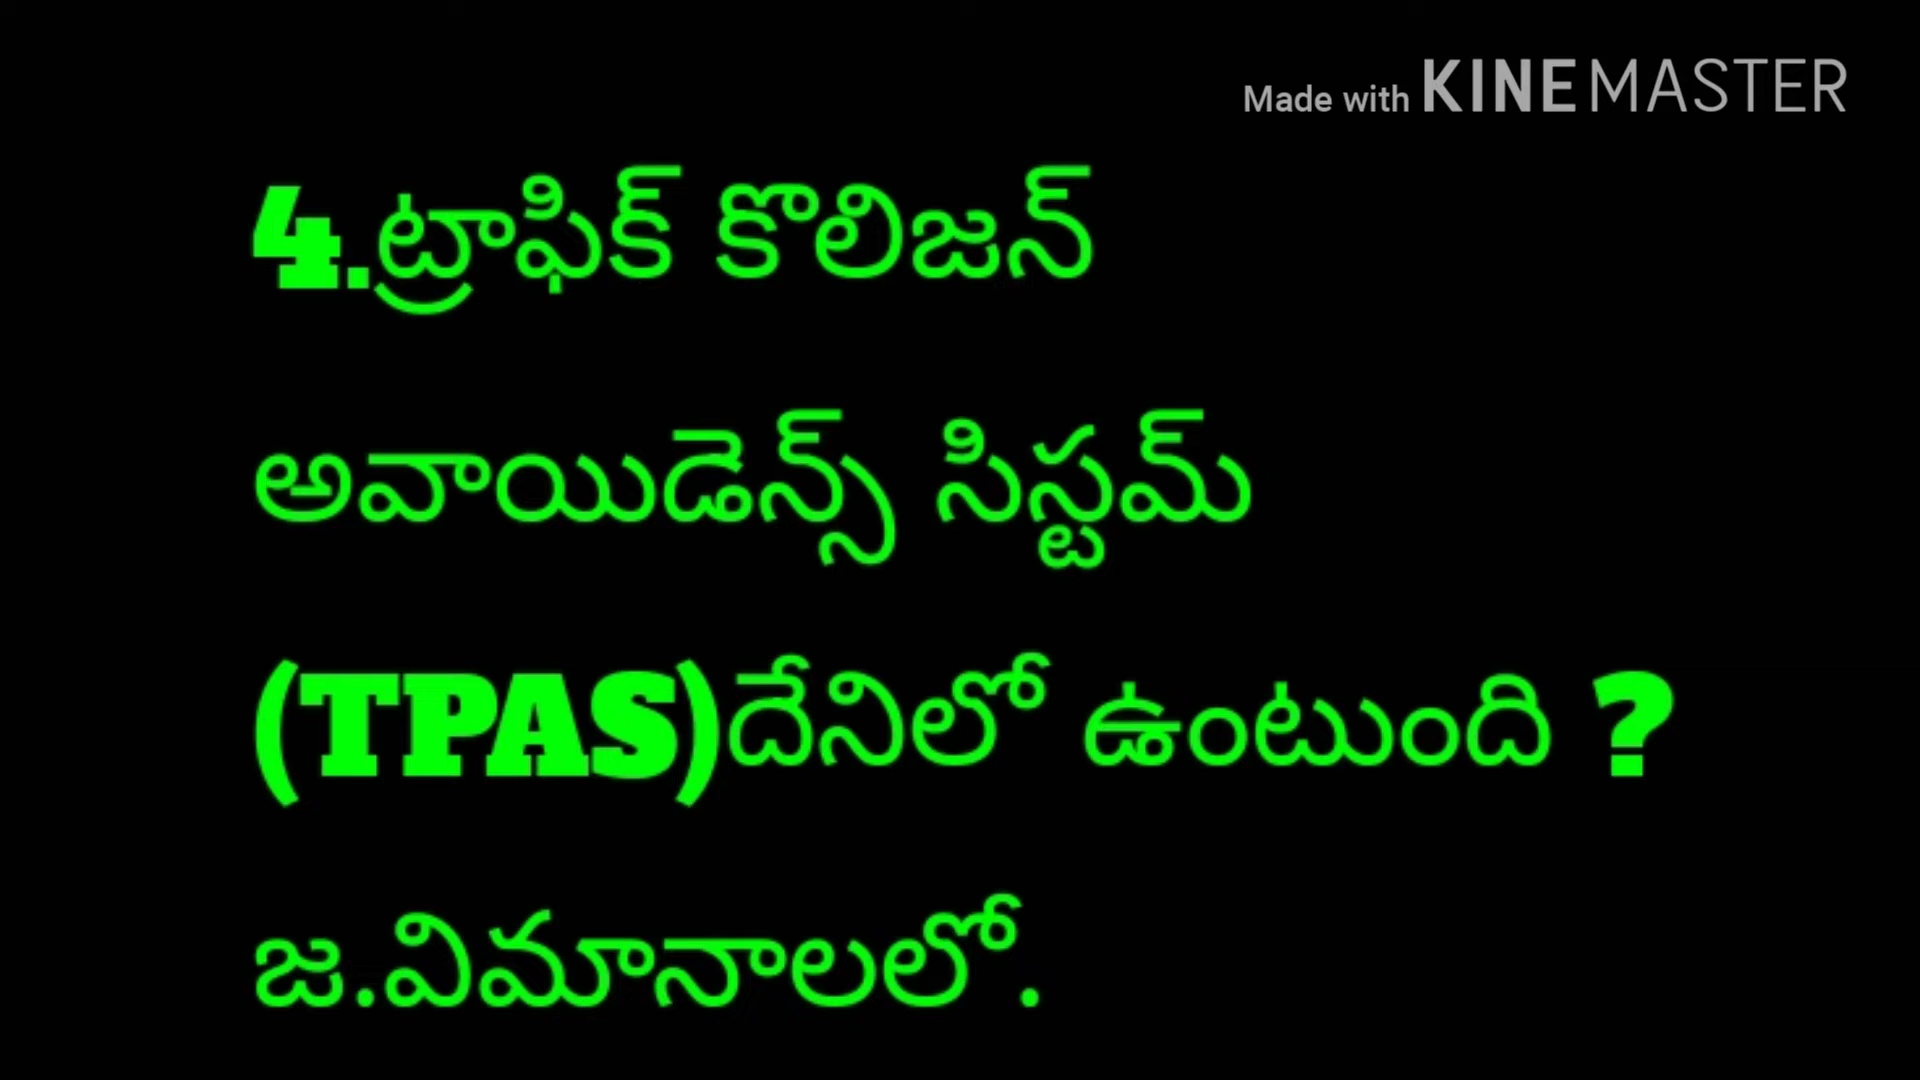 Made with KINEMASTER
4.ట్రాఫిక్ కొలిజన్
అవాయిడెన్స్ సిస్టమ్
(TPAS)దేనిలో ఉంటుంది ?
జ.విమానాలలో.